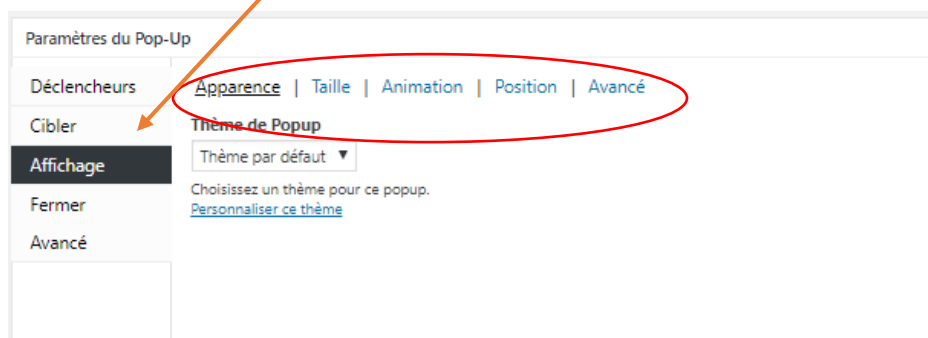 Paramètres du Pop-Up
Déclencheurs
Cibler
Affichage
Fermer
Avancé
Apparence | Taille | Animation | Position | Avancé
Thème de Popup
Thème par défaut ▼
Choisissez un thème pour ce popup.
Personnaliser ce thème